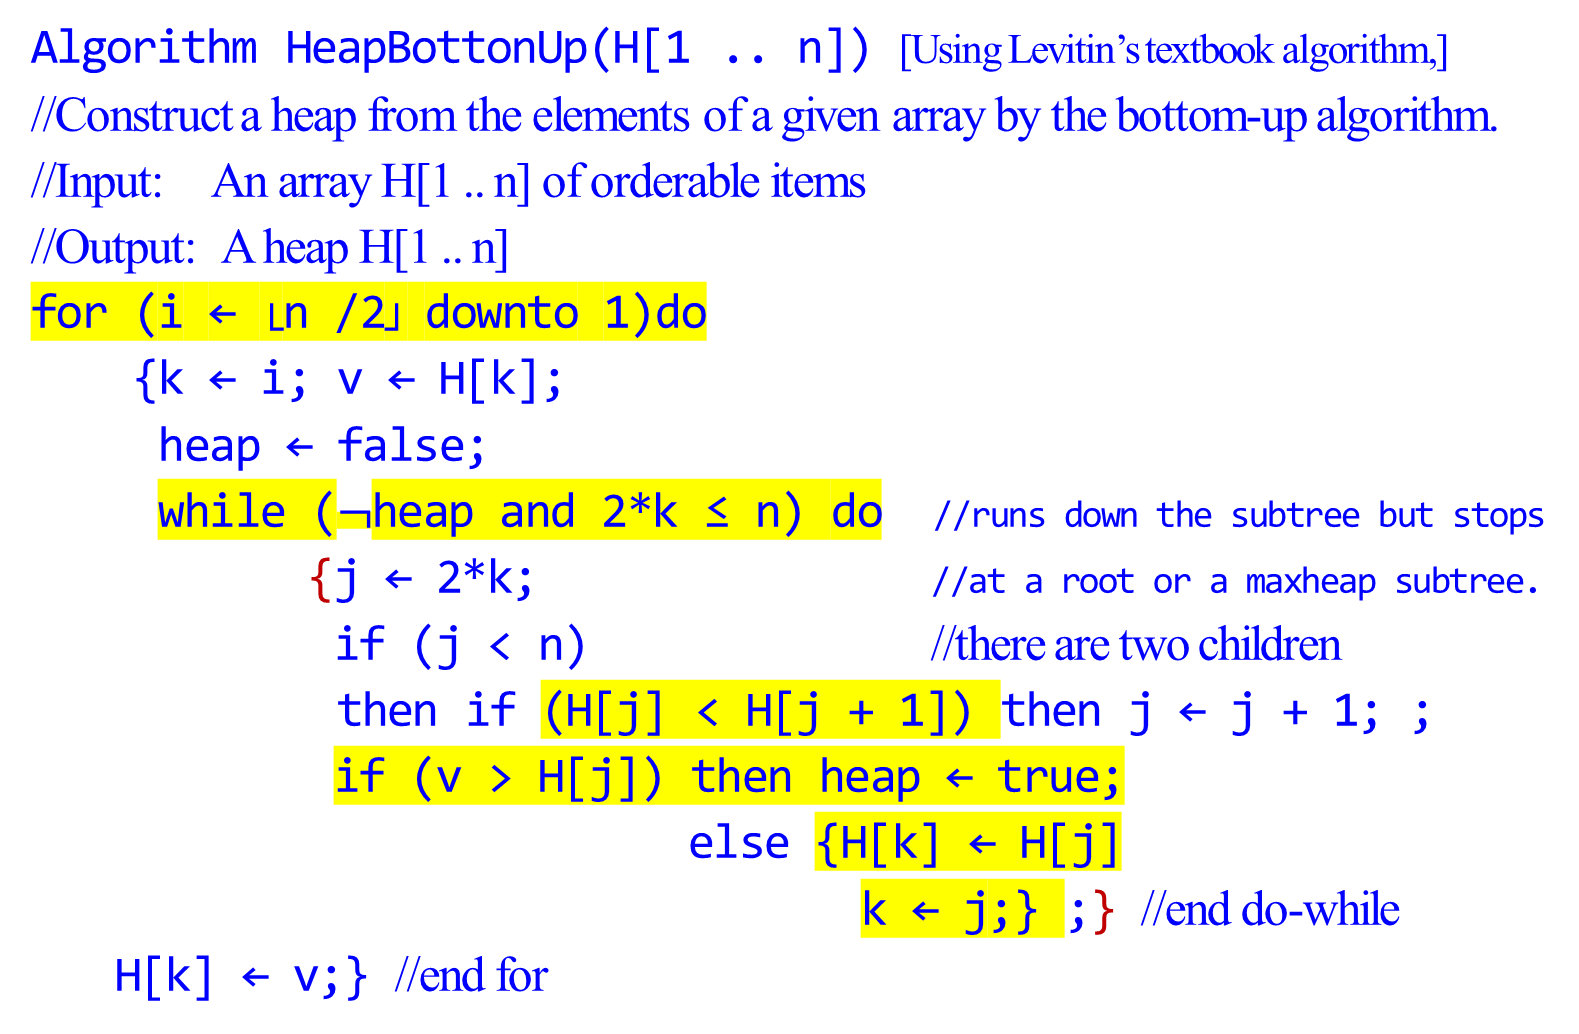 Algorithm HeapBottonUp(H[1 .. n]) [Using Levitin’s textbook algorithm,]
//Construct a heap from the elements of a given array by the bottom-up algorithm.
//Input: An array H[1 .. n] of orderable items
//Output: A heap H[1 .. n]
for (i ← ⌊n /2⌋ downto 1)do
{k ← i; v ← H[k];
heap ← false;
while (¬heap and 2*k ≤ n) do //runs down the subtree but stops
{j ← 2*k; //at a root or a maxheap subtree.
if (j < n) //there are two children
then if (H[j] < H[j + 1]) then j ← j + 1; ;
if (v > H[j]) then heap ← true;
else {H[k] ← H[j]
k ← j;} ;} //end do-while
H[k] ← v;} //end for